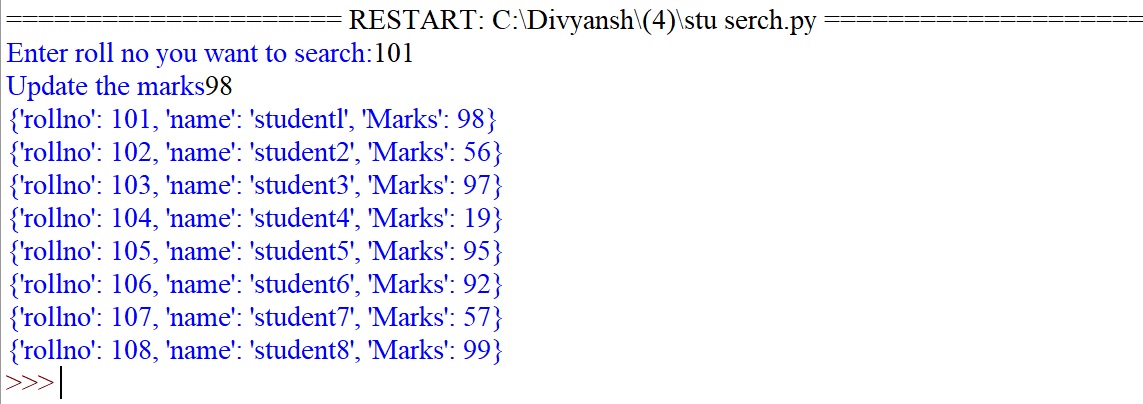 ===================== RESTART: C:\Divyansh\(4)\stu serch.py ====================
Enter roll no you want to search:101
Update the marks98
{'rollno': 101, 'name': 'studentl', 'Marks': 98}
{'rollno': 102, 'name': 'student2', 'Marks': 56}
{'rollno': 103, 'name': 'student3', 'Marks': 97}
{'rollno': 104, 'name': 'student4', 'Marks': 19}
{'rollno': 105, 'name': 'student5', 'Marks': 95}
{'rollno': 106, 'name': 'student6', 'Marks': 92}
{'rollno': 107, 'name': 'student7', 'Marks': 57}
{'rollno': 108, 'name': 'student8', 'Marks': 99}
>>>